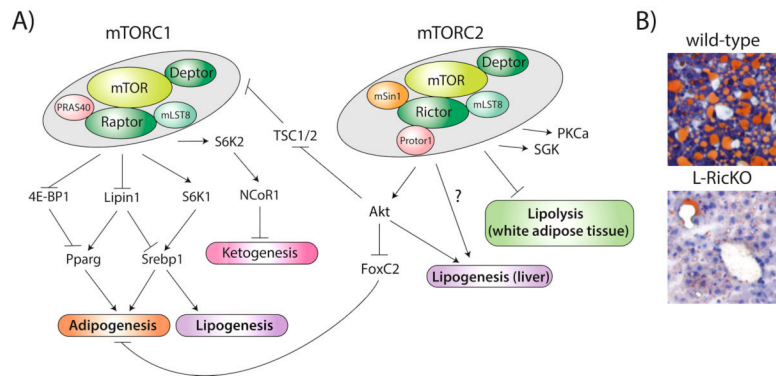 A)
mTORC1
mTORC2
B)
wild-type
L-RicKO
Deptor
mTOR
PRAS40
mLST8
Raptor
Deptor
mTOR
mSin1
mLST8
Rictor
Protor1
TSC1/2
S6K2
PKCa
SGK
4E-BP1
Lipin1
S6K1
NCoR1
Akt
?
Lipolysis
(white adipose tissue)
Pparg
Srebp1
Ketogenesis
FoxC2
Lipogenesis (liver)
Adipogenesis
Lipogenesis